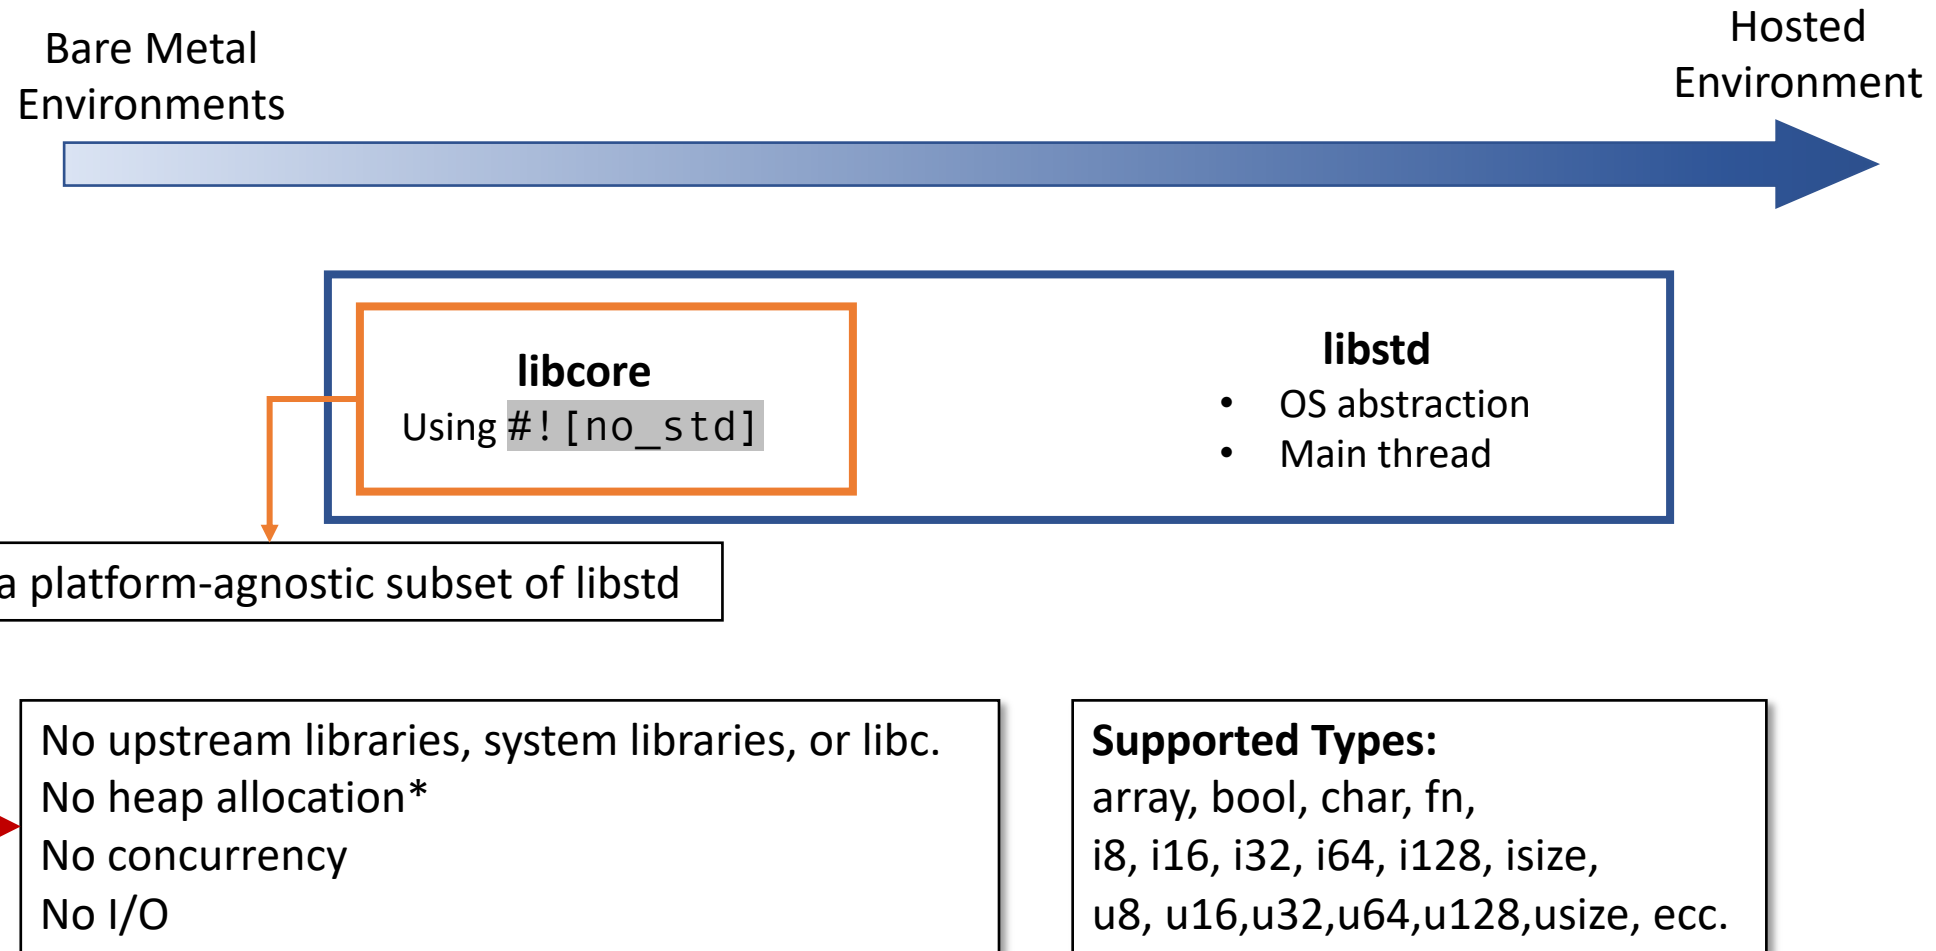 Bare Metal
Environments
Hosted
Environment
libcore
Using #![no_std]
libstd
• OS abstraction
• Main thread
a platform-agnostic subset of libstd
No upstream libraries, system libraries, or libc.
No heap allocation*
No concurrency
No I/O
Supported Types:
array, bool, char, fn,
i8, i16, i32, i64, i128, isize,
u8, u16,u32,u64,u128,usize, ecc.